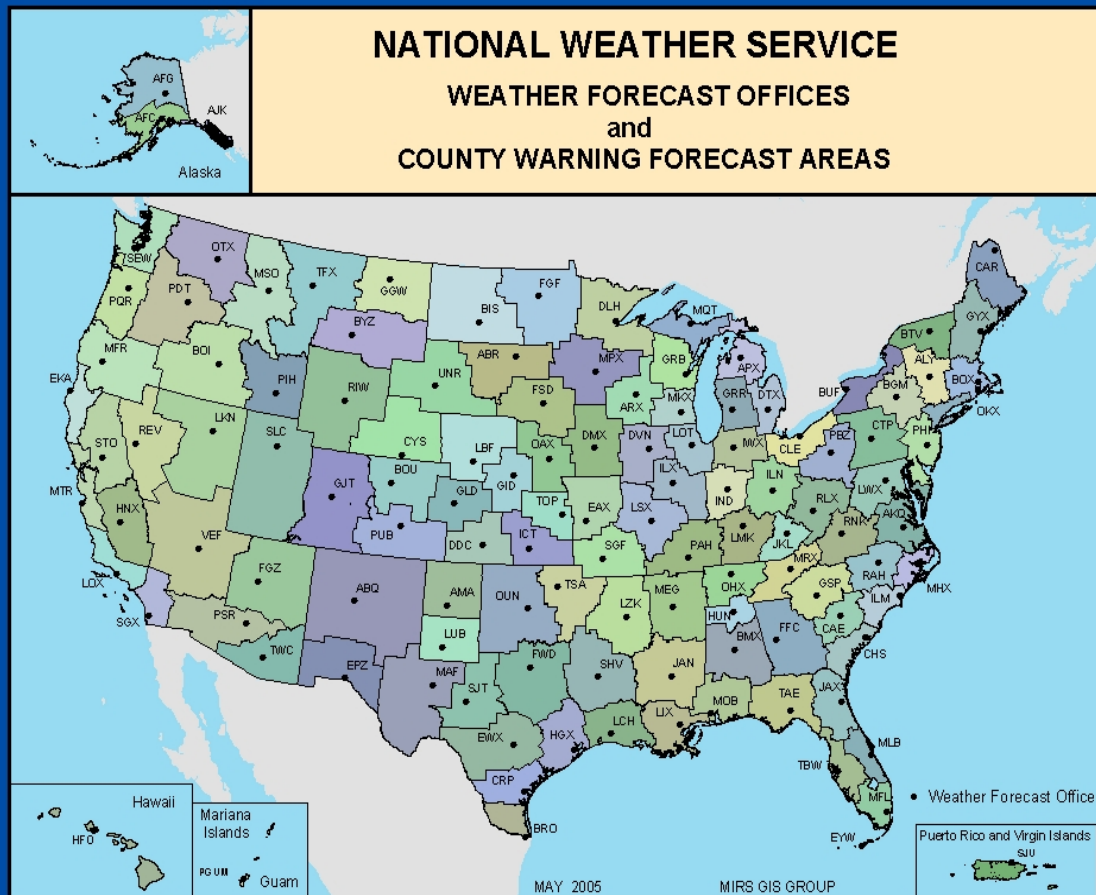 NATIONAL WEATHER SERVICE
WEATHER FORECAST OFFICES
and
COUNTY WARNING FORECAST AREAS
AFG
AFC
AJK
Alaska
SEW
OTX
MSO
TFX
GGW
BIS
FGF
DLH
MQT
CAR
PQR
PDT
BYZ
BTV
GYX
MFR
BOI
PIH
RIW
UNR
ABR
MPX
GRB
APX
ALY
EKA
FSD
ARX
MKX
GRR
DTX
BUF
BGM
BOX
OKX
STO
REV
LKN
SLC
CYS
LBF
OAX
DMX
DVN
LOT
IWX
CLE
PBZ
CTP
PHI
MTR
GJT
BOU
GLD
GID
TOP
EAX
ILX
IND
ILN
RLX
LWX
HNX
VEF
PUB
DDC
ICT
LSX
SGF
PAH
LMK
JKL
RNK
AKQ
LOX
FGZ
ABQ
AMA
OUN
TSA
LZK
MEG
OHX
MRX
GSP
RAH
MHX
SGX
PSR
LUB
HUN
ILM
TWC
EPZ
MAF
SJT
FWD
SHV
JAN
BMX
FFC
CAE
CHS
EWX
HGX
LCH
LIX
MOB
TAE
JAX
CRP
TBW
MLB
BRO
MFL
EYW
Weather Forecast Office
Hawaii
HFO
Mariana
Islands
PGUM
Guam
Puerto Rico and Virgin Islands
SJU
MAY 2005
MIRS GIS GROUP